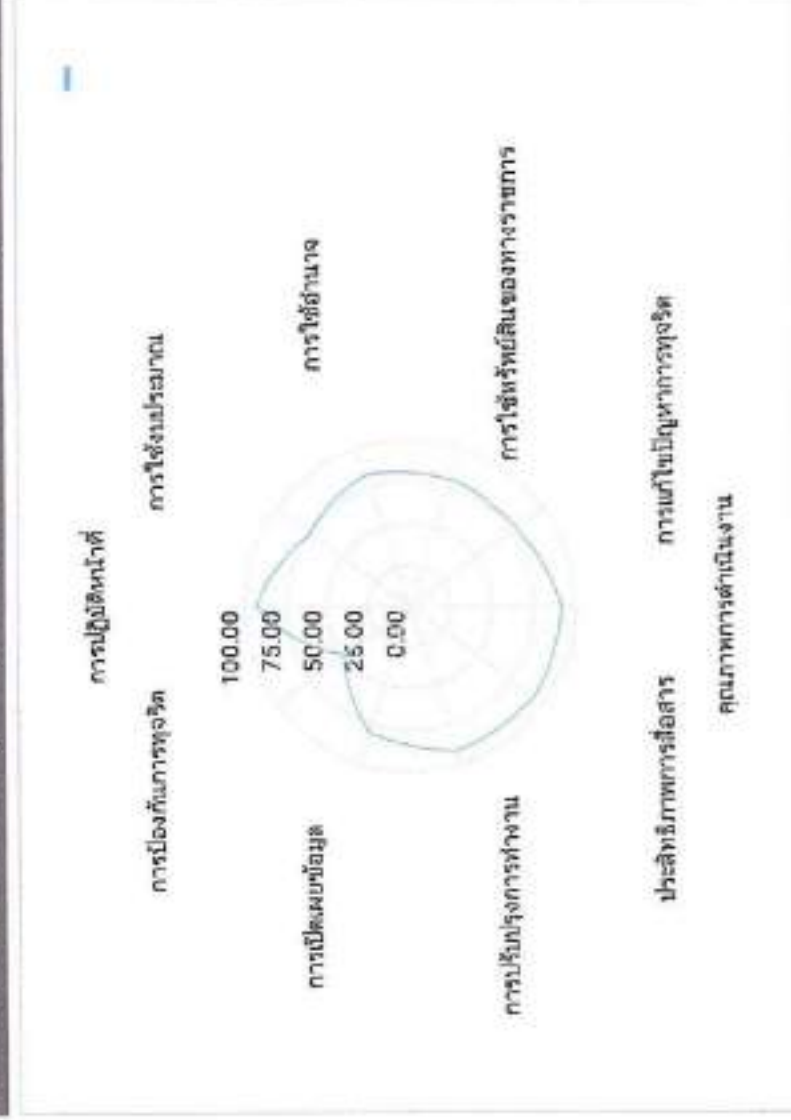 การปฏิบัติหน้าที่
การป้องกันการทุจริต
การใช้งบประมาณ
100.00
75.00
50.00
25.00
0.00
การเปิดเผยข้อมูล
การใช้อำนาจ
การปรับปรุงการทำงาน
การใช้ทรัพย์สินของทางราชการ
ประสิทธิภาพการสื่อสาร
การแก้ไขปัญหาการทุจริต
คุณภาพการดำเนินงาน